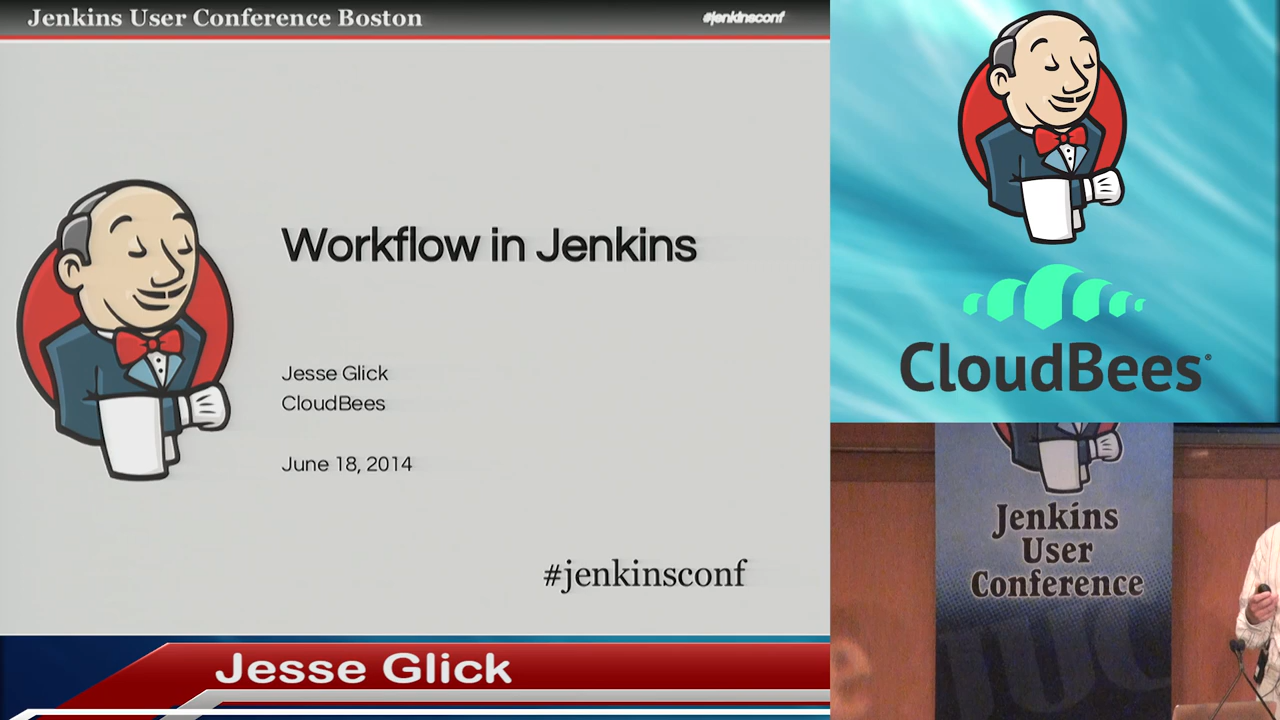 Jenkins User Conference Boston
#jenkinsconf
Workflow in Jenkins
Jesse Glick
CloudBees
June 18, 2014
#jenkinsconf
Jesse Glick
CloudBees
Jenkins
User
Conference
JUC